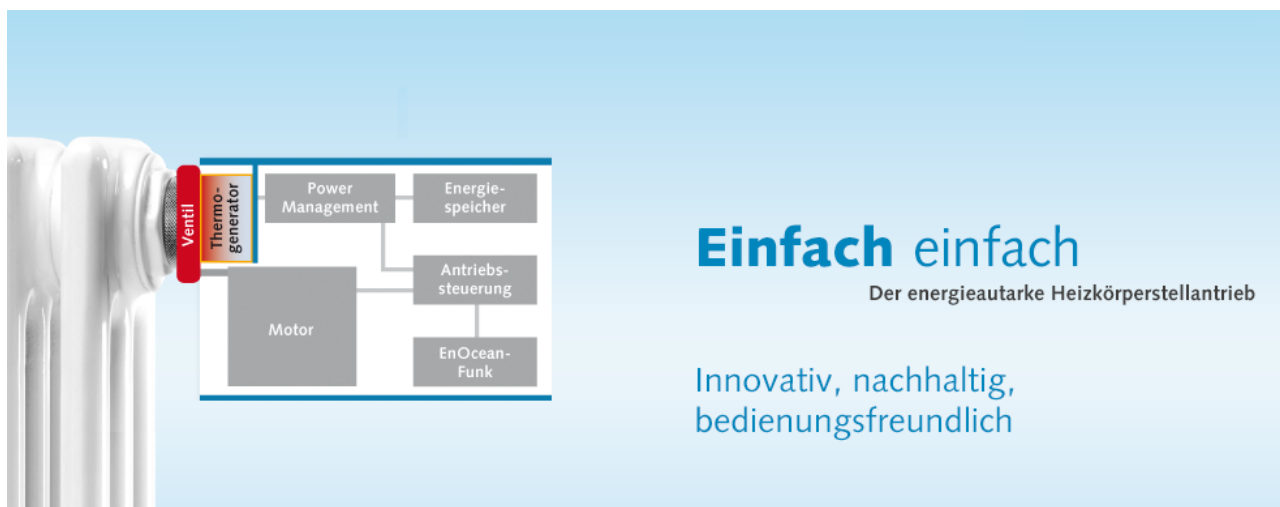 Ventil
Thermo-
generator
Power
Management
Energie-
speicher
Antriebs-
steuerung
Motor
EnOcean-
Funk
Einfach einfach
Der energieautarke Heizkörperstellantrieb
Innovativ, nachhaltig,
bedienungsfreundlich